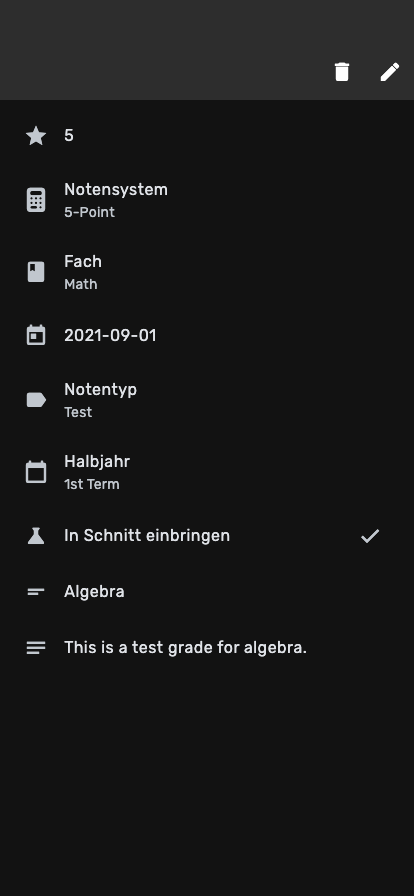 5
Notensystem
5-Point
Fach
Math
2021-09-01
Notentyp
Test
Halbjahr
1st Term
In Schnitt einbringen
Algebra
This is a test grade for algebra.